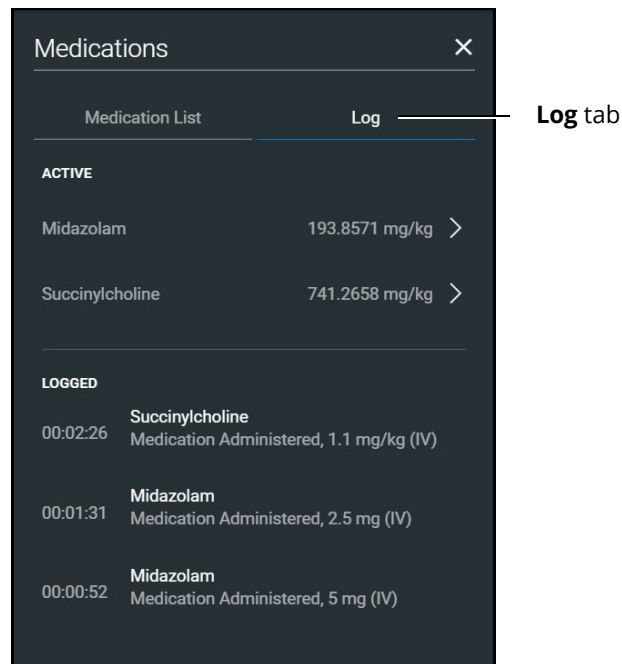 Medications
Medication List
Log
Log tab
ACTIVE
Midazolam 193.8571 mg/kg
Succinylcholine 741.2658 mg/kg
LOGGED
00:02:26 Succinylcholine
Medication Administered, 1.1 mg/kg (IV)
00:01:31 Midazolam
Medication Administered, 2.5 mg (IV)
00:00:52 Midazolam
Medication Administered, 5 mg (IV)